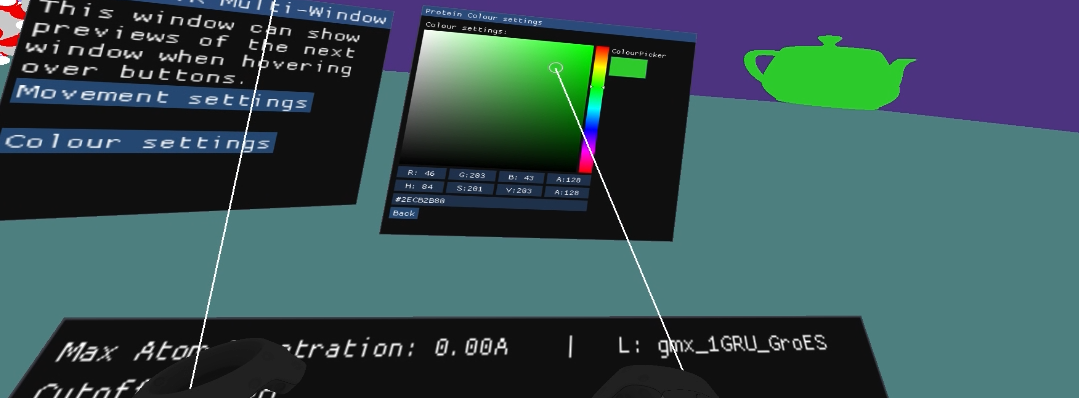 Multi-Window
This window can show
previews of the next
window when hovering
over buttons.
Movement settings
Colour settings
Protein Colour settings
Colour settings:
ColourPicker
R: 46 G:203 B: 43 A:128
H: 84 S:201 V:203 A:128
#2ECB2B80
Back
Max Atom | L: gmx_1GRU_GroES
0.00A